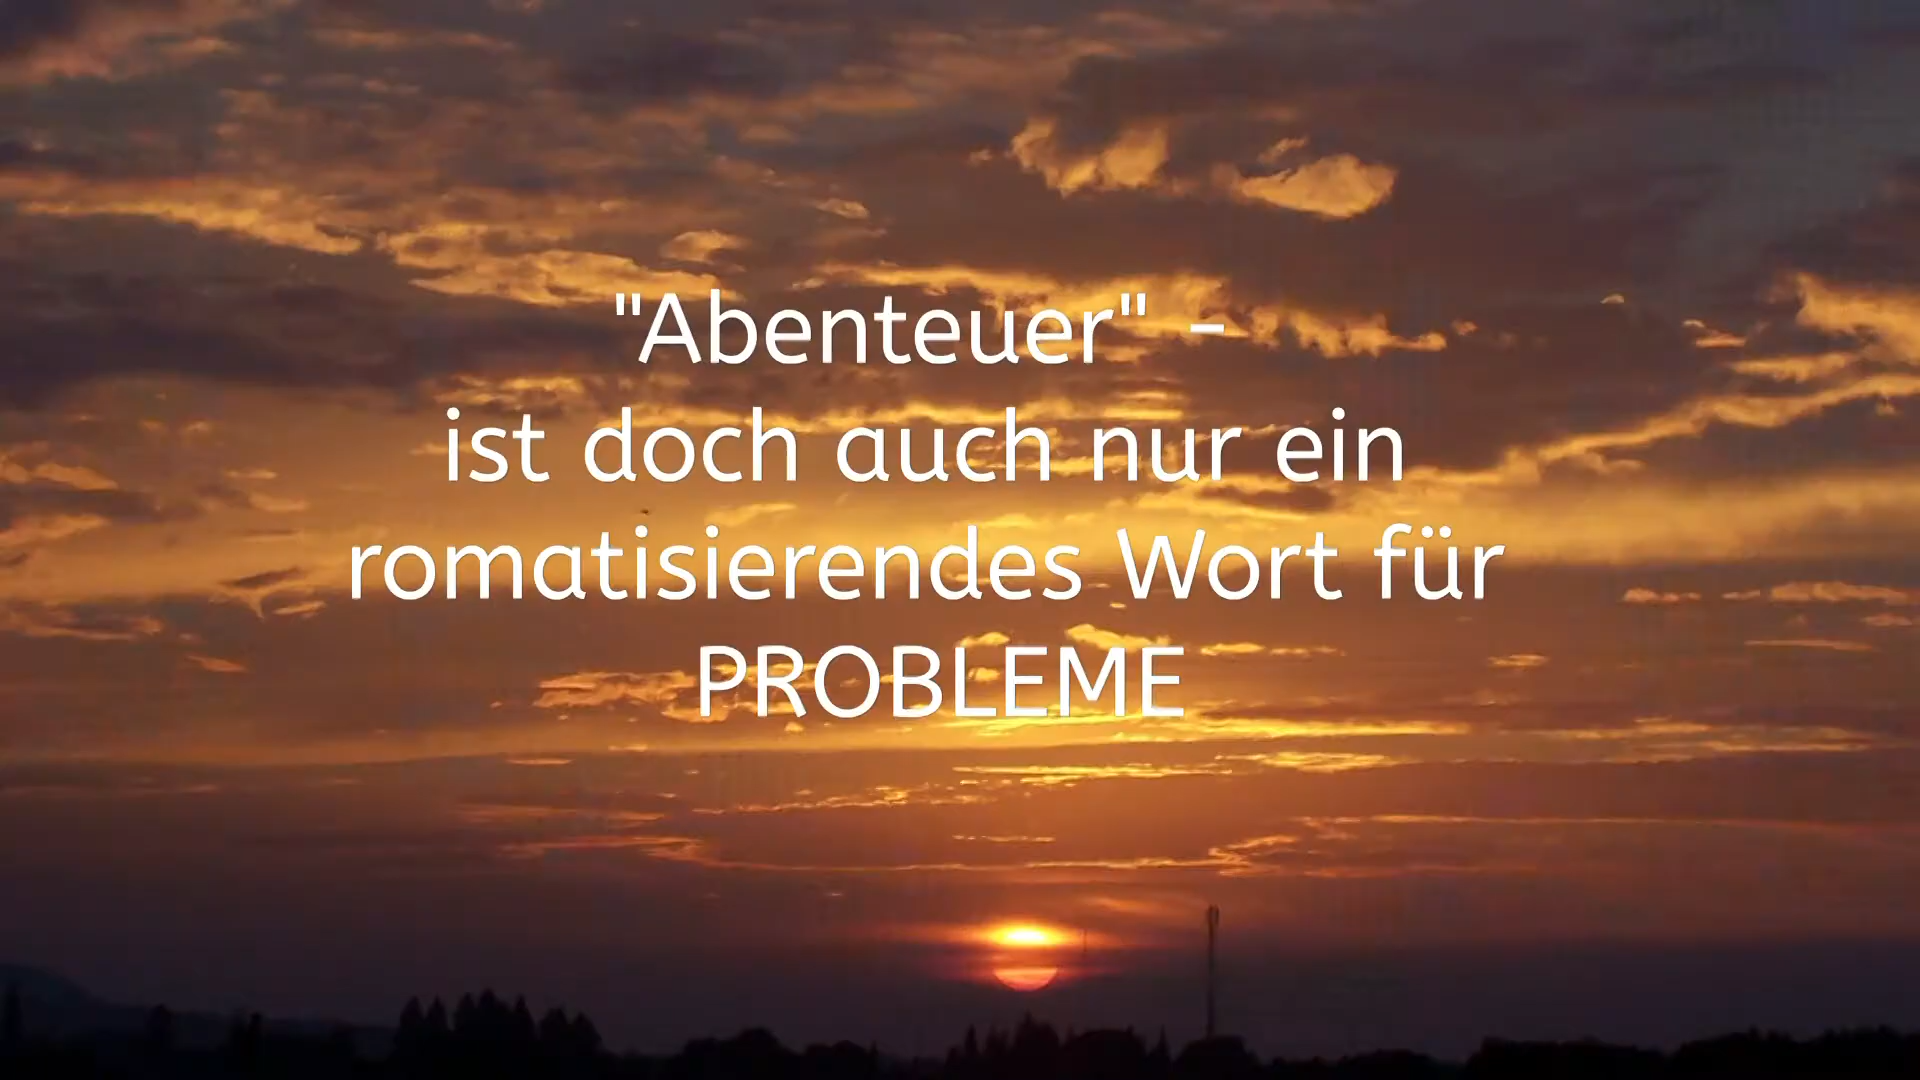 "Abenteuer" -
ist doch auch nur ein
romatisierendes Wort für
PROBLEME